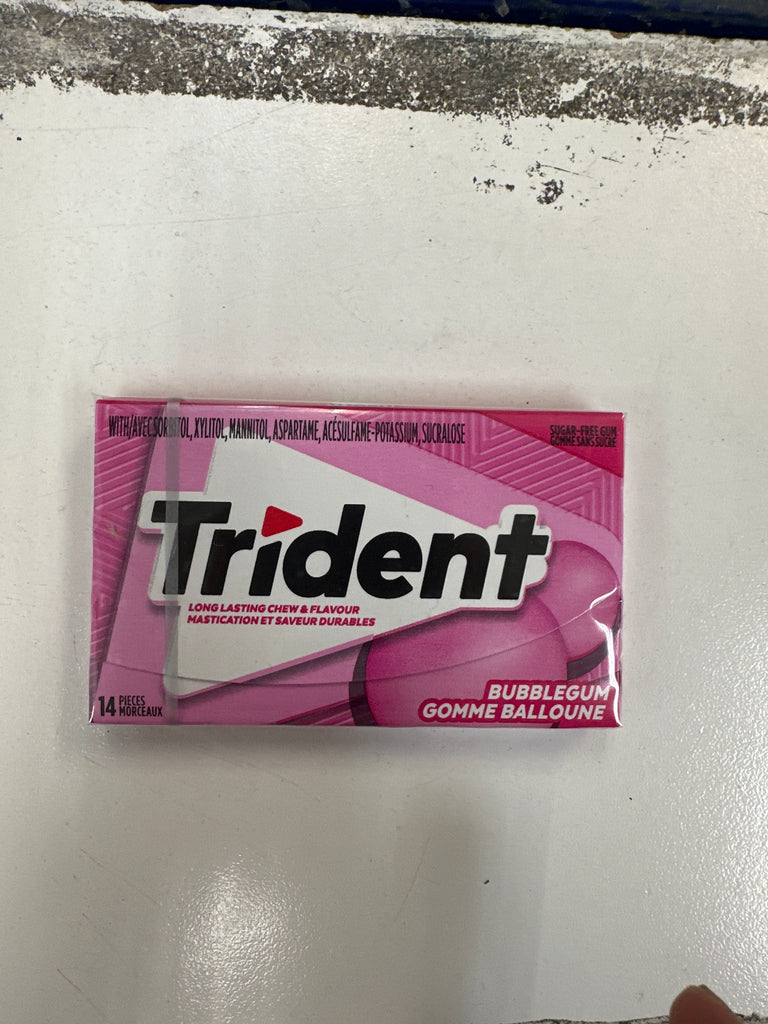 WITH/AVEC SORBITOL, XYLITOL, MANNITOL, ASPARTAME, ACÉSULFAME-POTASSIUM, SUCRALOSE
SUGAR-FREE GUM
GOMME SANS SUCRE
Trident
LONG LASTING CHEW & FLAVOUR
MASTICATION ET SAVEUR DURABLES
14 PIECES
MORCEAUX
BUBBLEGUM
GOMME BALLOUNE